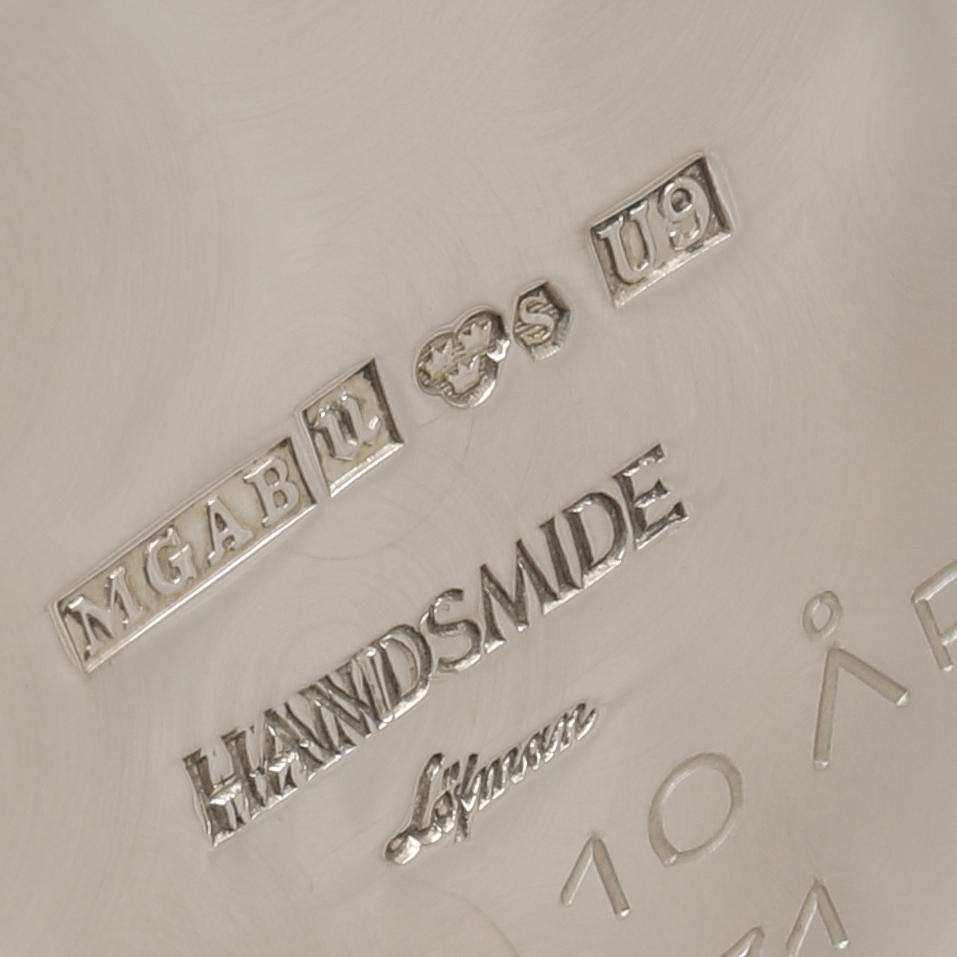 MGAB U S U9
HANDSMIDE
Löfman
10 ÅR